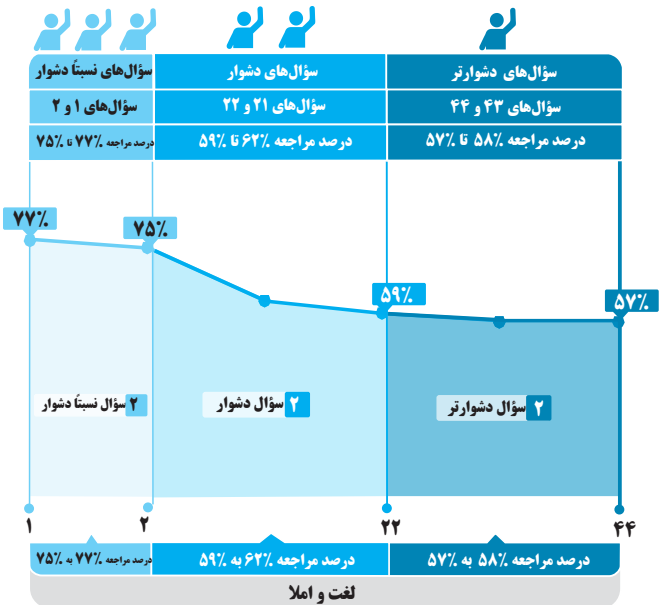 سؤال‌های دشوارتر
سؤال‌های دشوار
سؤال‌های نسبتاً دشوار
سؤال‌های ۴۳ و ۴۴
سؤال‌های ۲۱ و ۲۲
سؤال‌های ۱ و ۲
درصد مراجعه ۵۸٪ تا ۵۷٪
درصد مراجعه ۶۲٪ تا ۵۹٪
درصد مراجعه ۷۷٪ تا ۷۵٪
۷۷٪
۷۵٪
۵۹٪
۵۷٪
۲ سؤال دشوارتر
۲ سؤال دشوار
۲ سؤال نسبتاً دشوار
۴۴
۲۲
۲
۱
درصد مراجعه ۵۸٪ به ۵۷٪
درصد مراجعه ۶۲٪ به ۵۹٪
درصد مراجعه ۷۷٪ به ۷۵٪
لغت و املا